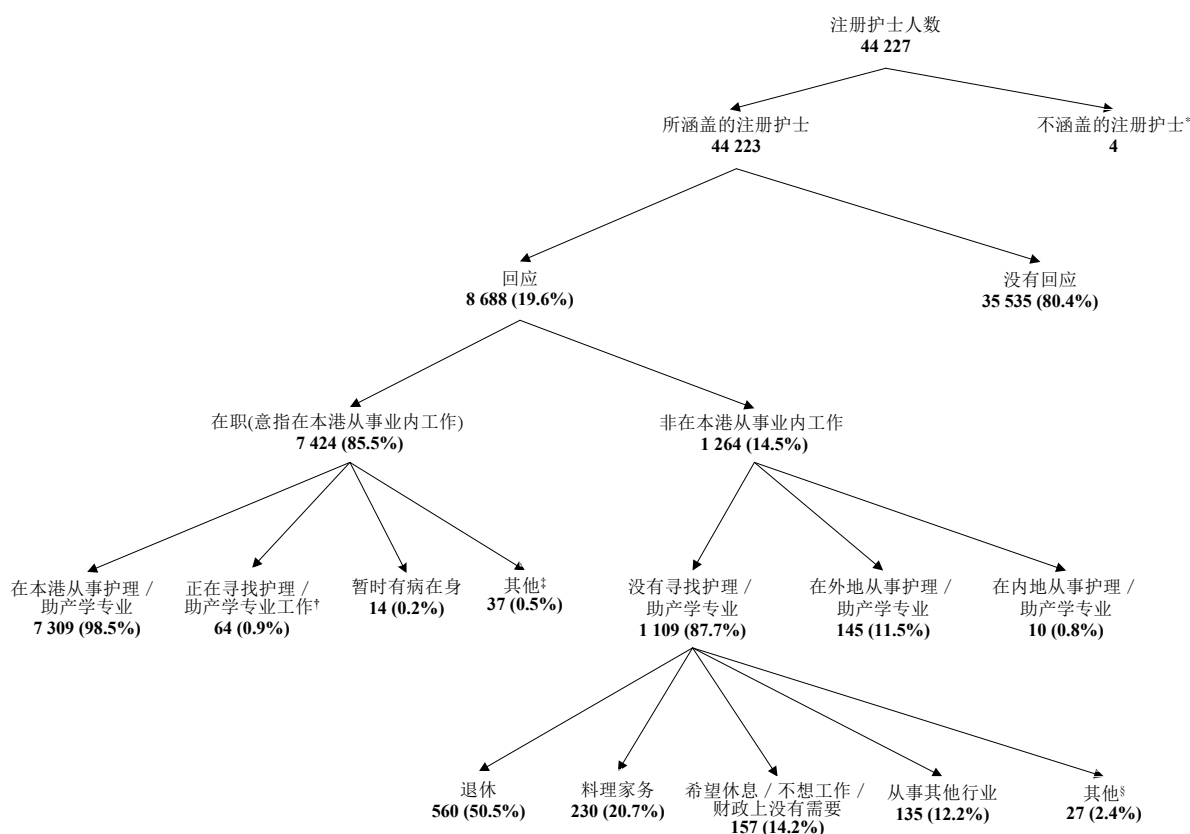 注册护士人数
44 227
所涵盖的注册护士
44 223
不涵盖的注册护士*
4
回应
8 688 (19.6%)
没有回应
35 535 (80.4%)
在职(意指在本港从事业内工作)
7 424 (85.5%)
非在本港从事业内工作
1 264 (14.5%)
在本港从事护理 /
助产学专业
7 309 (98.5%)
正在寻找护理 /
助产学专业工作†
64 (0.9%)
暂时有病在身
14 (0.2%)
其他‡
37 (0.5%)
没有寻找护理 /
助产学专业
1 109 (87.7%)
在外地从事护理 /
助产学专业
145 (11.5%)
在内地从事护理 /
助产学专业
10 (0.8%)
退休
560 (50.5%)
料理家务
230 (20.7%)
希望休息 / 不想工作 /
财政上没有需要
157 (14.2%)
从事其他行业
135 (12.2%)
其他§
27 (2.4%)